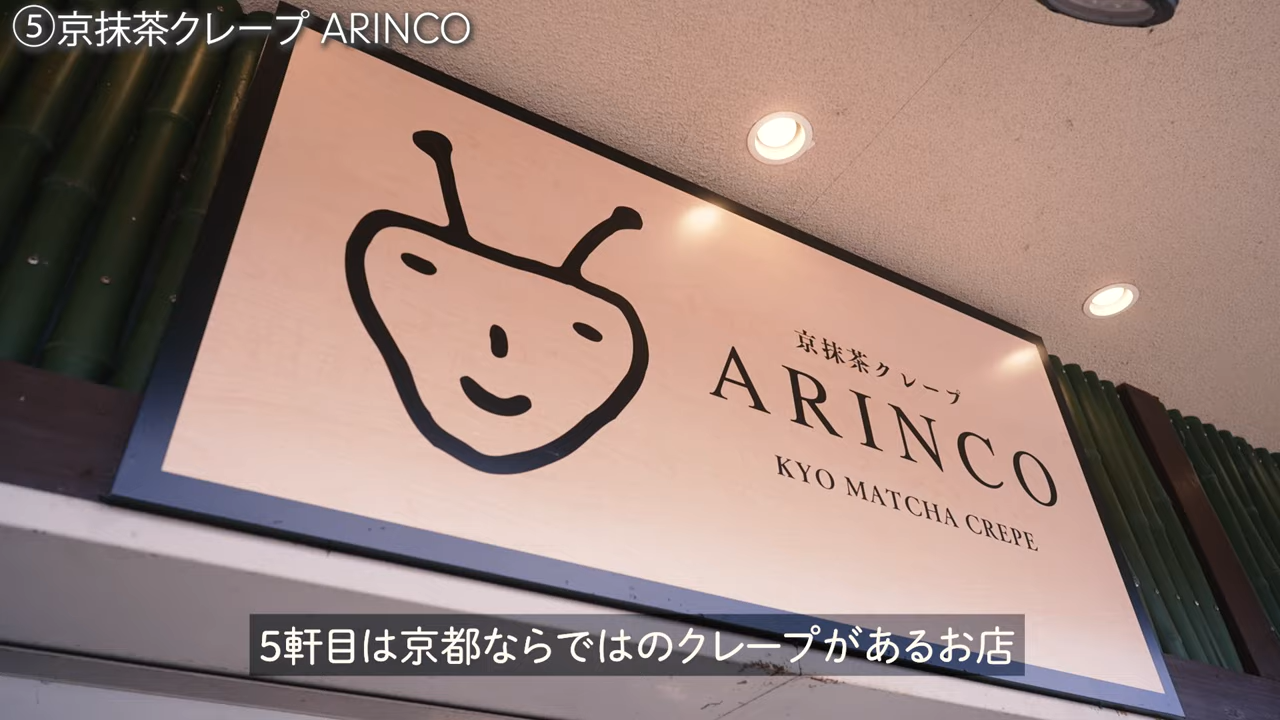 ⑤京抹茶クレープ ARINCO
京抹茶クレープ
ARINCO
KYO MATCHA CREPE
5軒目は京都ならではのクレープがあるお店